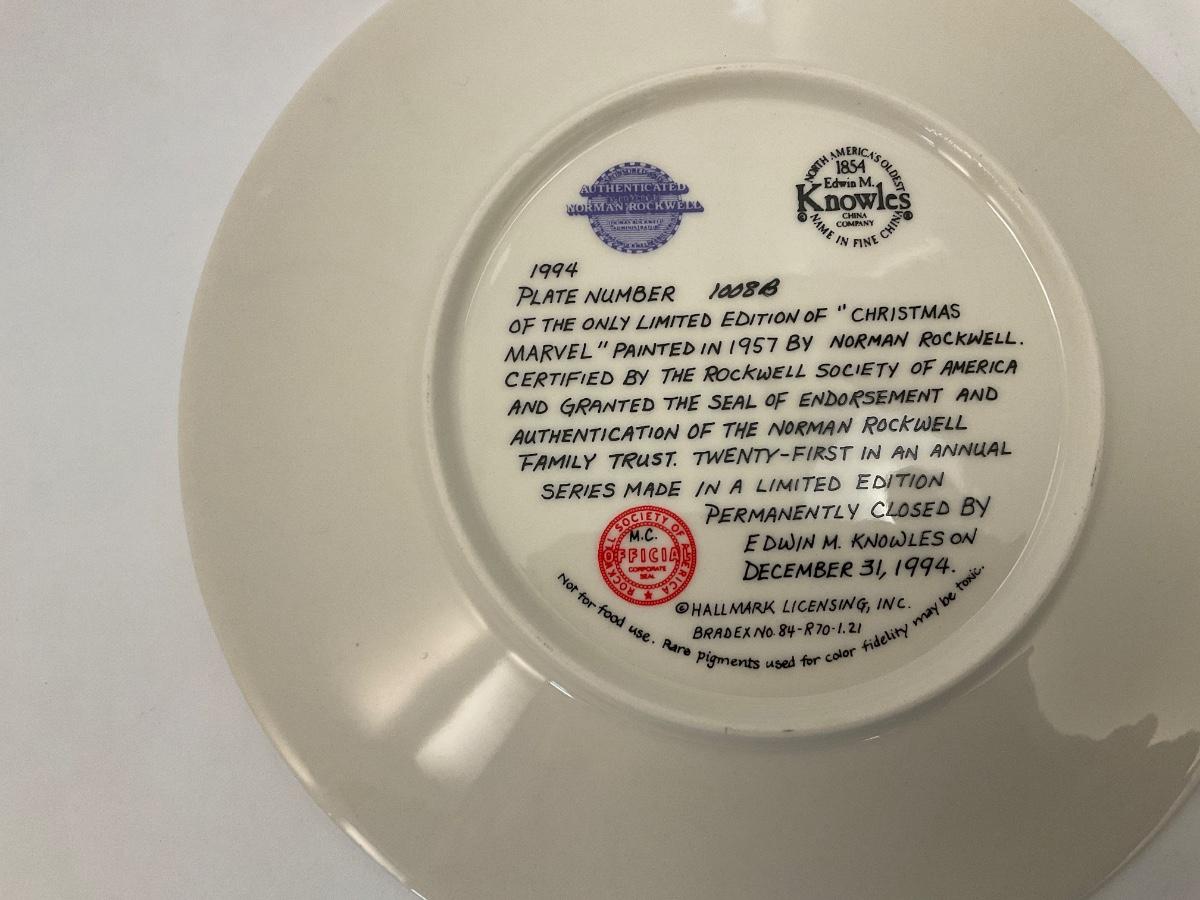 AUTHENTICATED
NORMAN ROCKWELL
NORTH AMERICA'S OLDEST
1854
Edwin M.
Knowles
CHINA
COMPANY
NAME IN FINE CHINA
1994
PLATE NUMBER 1008B
OF THE ONLY LIMITED EDITION OF "CHRISTMAS
MARVEL" PAINTED IN 1957 BY NORMAN ROCKWELL.
CERTIFIED BY THE ROCKWELL SOCIETY OF AMERICA
AND GRANTED THE SEAL OF ENDORSEMENT AND
AUTHENTICATION OF THE NORMAN ROCKWELL
FAMILY TRUST. TWENTY-FIRST IN AN ANNUAL
SERIES MADE IN A LIMITED EDITION
PERMANENTLY CLOSED BY
EDWIN M. KNOWLES ON
DECEMBER 31, 1994.
ROCKWELL SOCIETY OF AMERICA
M.C.
OFFICIAL
CORPORATE
SEAL
©HALLMARK LICENSING, INC.
BRADEX NO. 84-R70-1.21
Not for food use. Rare pigments used for color fidelity may be toxic.